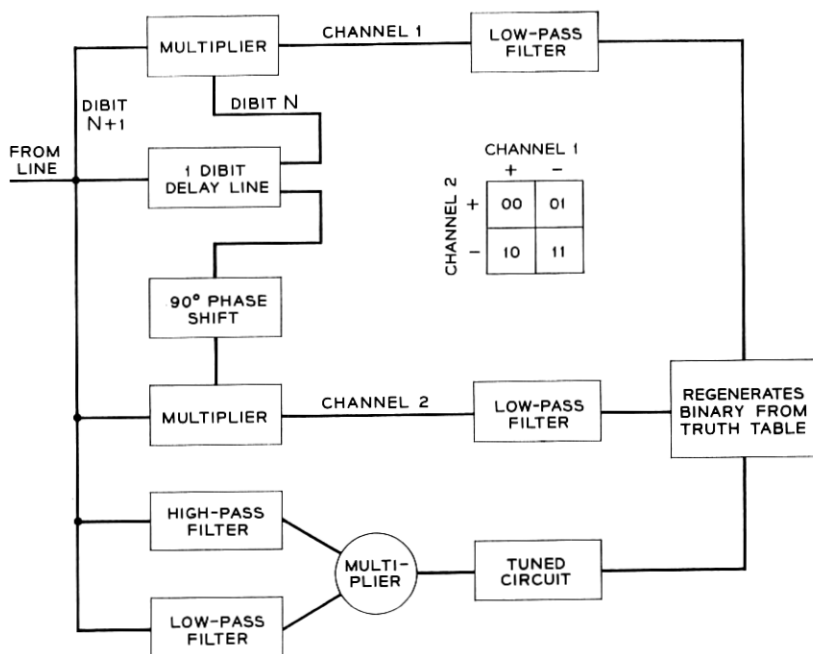 MULTIPLIER
CHANNEL 1
LOW-PASS
FILTER
DIBIT N
DIBIT
N+1
FROM
LINE
1 DIBIT
DELAY LINE
CHANNEL 1
+ -
CHANNEL 2
+ 00 01
- 10 11
90° PHASE
SHIFT
MULTIPLIER
CHANNEL 2
LOW-PASS
FILTER
REGENERATES
BINARY FROM
TRUTH TABLE
HIGH-PASS
FILTER
MULTI-
PLIER
TUNED
CIRCUIT
LOW-PASS
FILTER